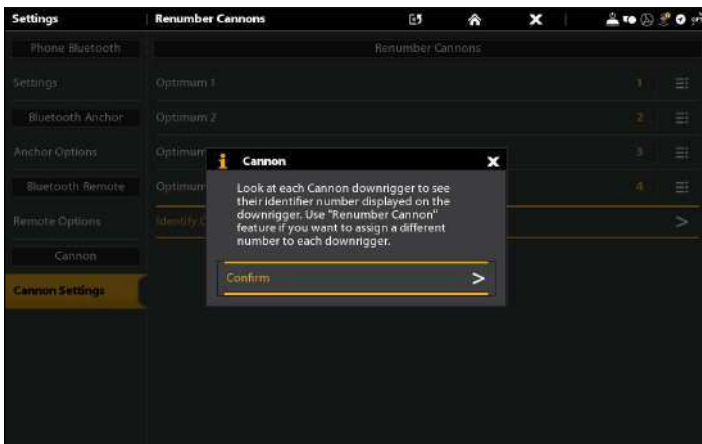 Settings
Renumber Cannons
Phone Bluetooth
Renumber Cannons
Settings
Optimum 1
1
Bluetooth Anchor
Optimum 2
2
Anchor Options
Optimum
3
Bluetooth Remote
Optimum
4
Remote Options
Identify C
Cannon
Cannon Settings
Cannon
Look at each Cannon downrigger to see
their identifier number displayed on the
downrigger. Use "Renumber Cannon"
feature if you want to assign a different
number to each downrigger.
Confirm